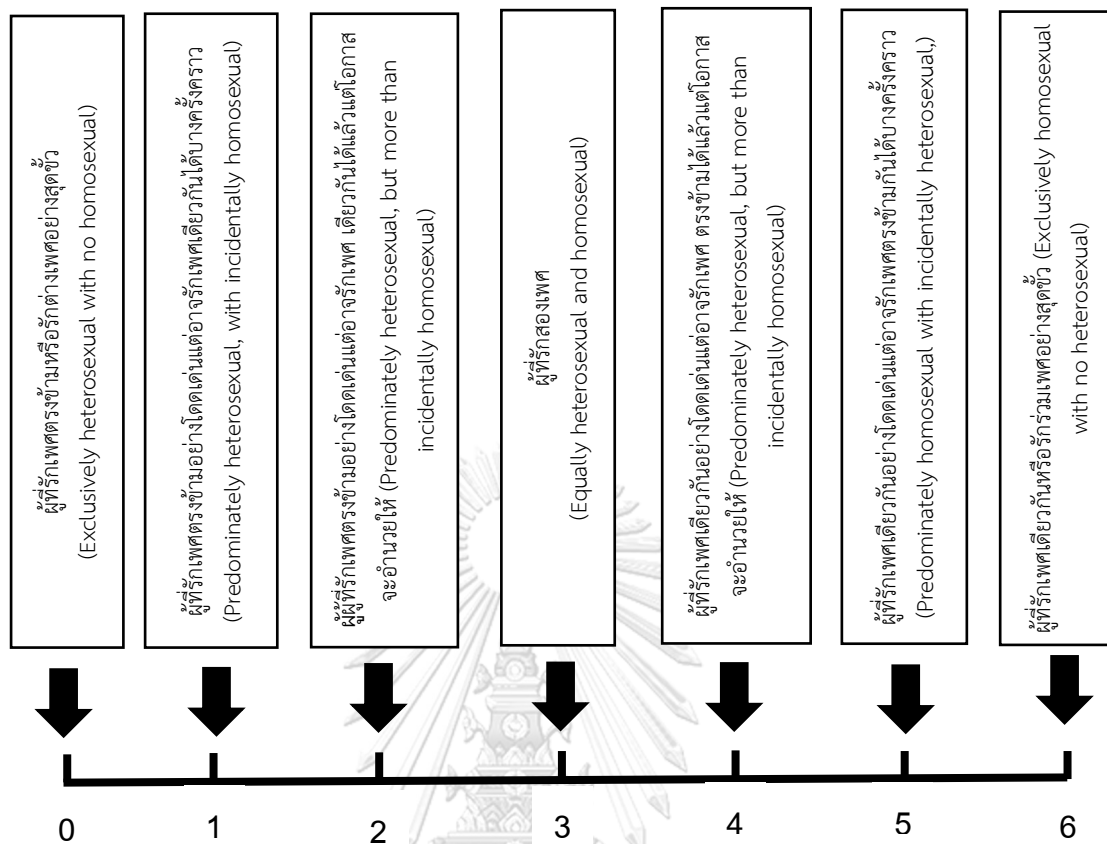 ผู้ที่รักเพศตรงข้ามหรือรักต่างเพศอย่างสุดขั้ว
(Exclusively heterosexual with no homosexual)
ผู้ที่รักเพศตรงข้ามอย่างโดดเด่นแต่อาจรักเพศเดียวกันได้บางครั้งคราว
(Predominately heterosexual, with incidentally homosexual)
ผู้ผู้ที่รักเพศตรงข้ามอย่างโดดเด่นแต่อาจรักเพศ เดียวกันได้แล้วแต่โอกาส
จะอำนวยให้ (Predominately heterosexual, but more than
incidentally homosexual)
ผู้ที่รักสองเพศ
(Equally heterosexual and homosexual)
ผู้ที่รักเพศเดียวกันอย่างโดดเด่นแต่อาจรักเพศ ตรงข้ามได้แล้วแต่โอกาส
จะอำนวยให้ (Predominately heterosexual, but more than
incidentally homosexual)
ผู้ที่รักเพศเดียวกันอย่างโดดเด่นแต่อาจรักเพศตรงข้ามกันได้บางครั้งคราว
(Predominately homosexual with incidentally heterosexual,)
ผู้ที่รักเพศเดียวกันหรือรักร่วมเพศอย่างสุดขั้ว (Exclusively homosexual
with no heterosexual)
0 1 2 3 4 5 6